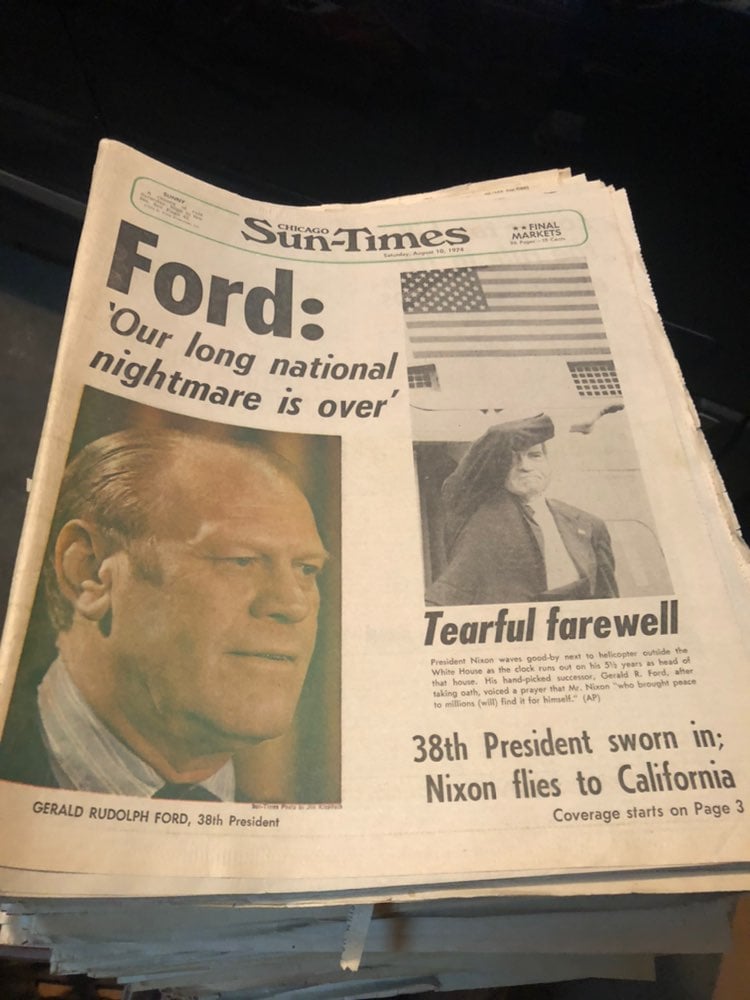 SUNNY
CHICAGO
Sun-Times
Saturday, August 10, 1974
★★ FINAL
MARKETS
Ford:
'Our long national
nightmare is over'
GERALD RUDOLPH FORD, 38th President
Tearful farewell
President Nixon waves good-by next to helicopter outside the
White House as the clock runs out on his 5½ years as head of
that house. His hand-picked successor, Gerald R. Ford, after
taking oath, voiced a prayer that Mr. Nixon "who brought peace
to millions (will) find it for himself." (AP)
38th President sworn in;
Nixon flies to California
Coverage starts on Page 3